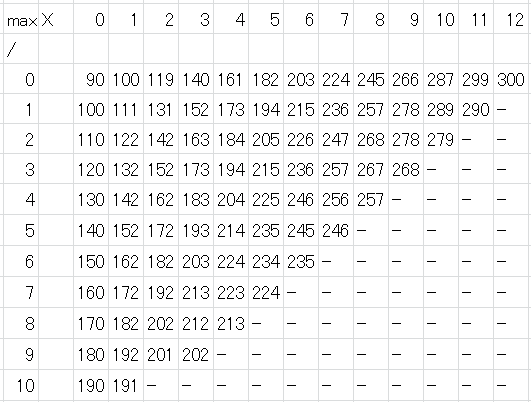 max X 0 1 2 3 4 5 6 7 8 9 10 11 12
/
0 90 100 119 140 161 182 203 224 245 266 287 299 300
1 100 111 131 152 173 194 215 236 257 278 289 290 –
2 110 122 142 163 184 205 226 247 268 278 279 – –
3 120 132 152 173 194 215 236 257 267 268 – – –
4 130 142 162 183 204 225 246 256 257 – – – –
5 140 152 172 193 214 235 245 246 – – – – –
6 150 162 182 203 224 234 235 – – – – – –
7 160 172 192 213 223 224 – – – – – – –
8 170 182 202 212 213 – – – – – – – –
9 180 192 201 202 – – – – – – – – –
10 190 191 – – – – – – – – – – –